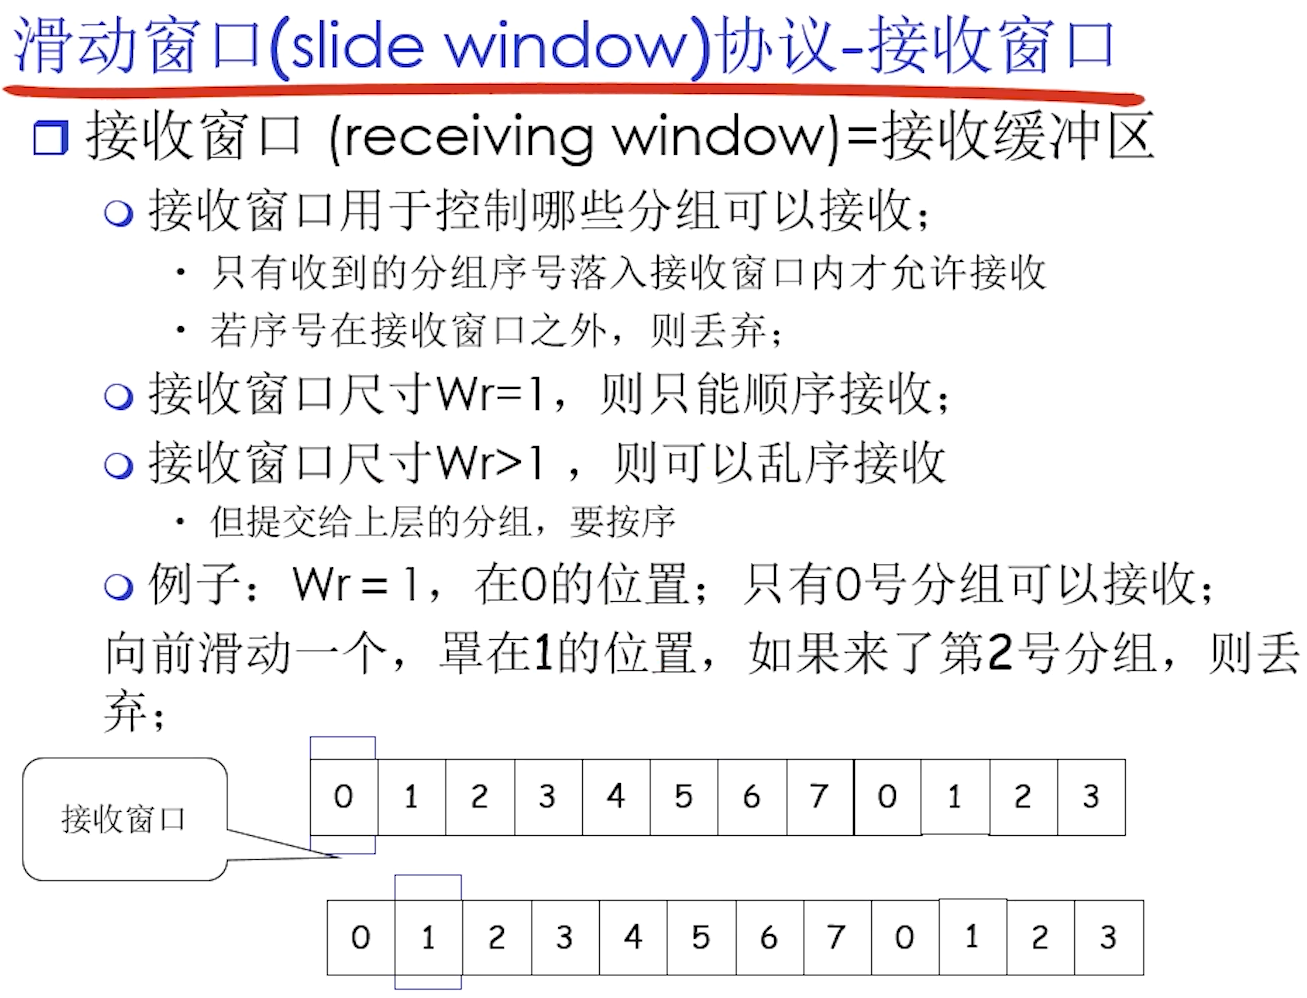 滑动窗口(slide window)协议-接收窗口
接收窗口 (receiving window)=接收缓冲区
接收窗口用于控制哪些分组可以接收；
• 只有收到的分组序号落入接收窗口内才允许接收
• 若序号在接收窗口之外，则丢弃；
接收窗口尺寸Wr=1，则只能顺序接收；
接收窗口尺寸Wr>1 ，则可以乱序接收
• 但提交给上层的分组，要按序
例子：Wr＝1，在0的位置；只有0号分组可以接收；
向前滑动一个，罩在1的位置，如果来了第2号分组，则丢
弃；
接收窗口
0 1 2 3 4 5 6 7 0 1 2 3
0 1 2 3 4 5 6 7 0 1 2 3